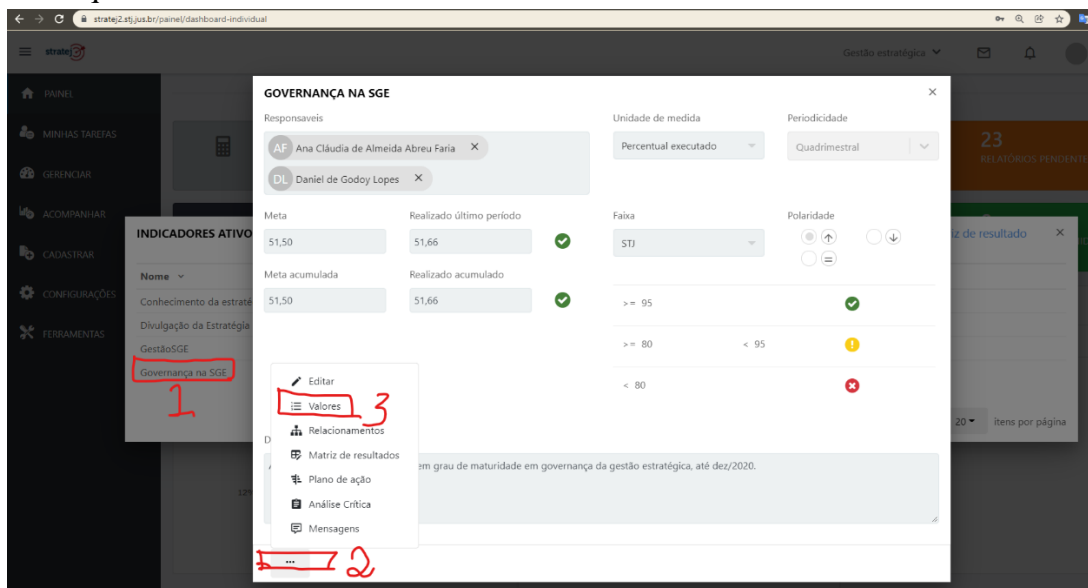 stratej2.stj.jus.br/painel/dashboard-individual
stratej Gestão estratégica
PAINEL
MINHAS TAREFAS
GERENCIAR
ACOMPANHAR
CADASTRAR
CONFIGURAÇÕES
FERRAMENTAS
23
RELATÓRIOS PENDENTE
INDICADORES ATIVO
iz de resultado ×
Nome
Conhecimento da estraté
Divulgação da Estratégia
GestãoSGE
Governança na SGE
1
20 itens por página
12
GOVERNANÇA NA SGE ×
Responsaveis Unidade de medida Periodicidade
AF Ana Cláudia de Almeida Abreu Faria × Percentual executado Quadrimestral
DL Daniel de Godoy Lopes ×
Meta Realizado último período Faixa Polaridade
51,50 51,66 STJ
Meta acumulada Realizado acumulado
51,50 51,66 >= 95
>= 80 < 95
< 80
Editar
Valores 3
Relacionamentos
Matriz de resultados
Plano de ação
Análise Crítica
Mensagens
D
em grau de maturidade em governança da gestão estratégica, até dez/2020.
... 2